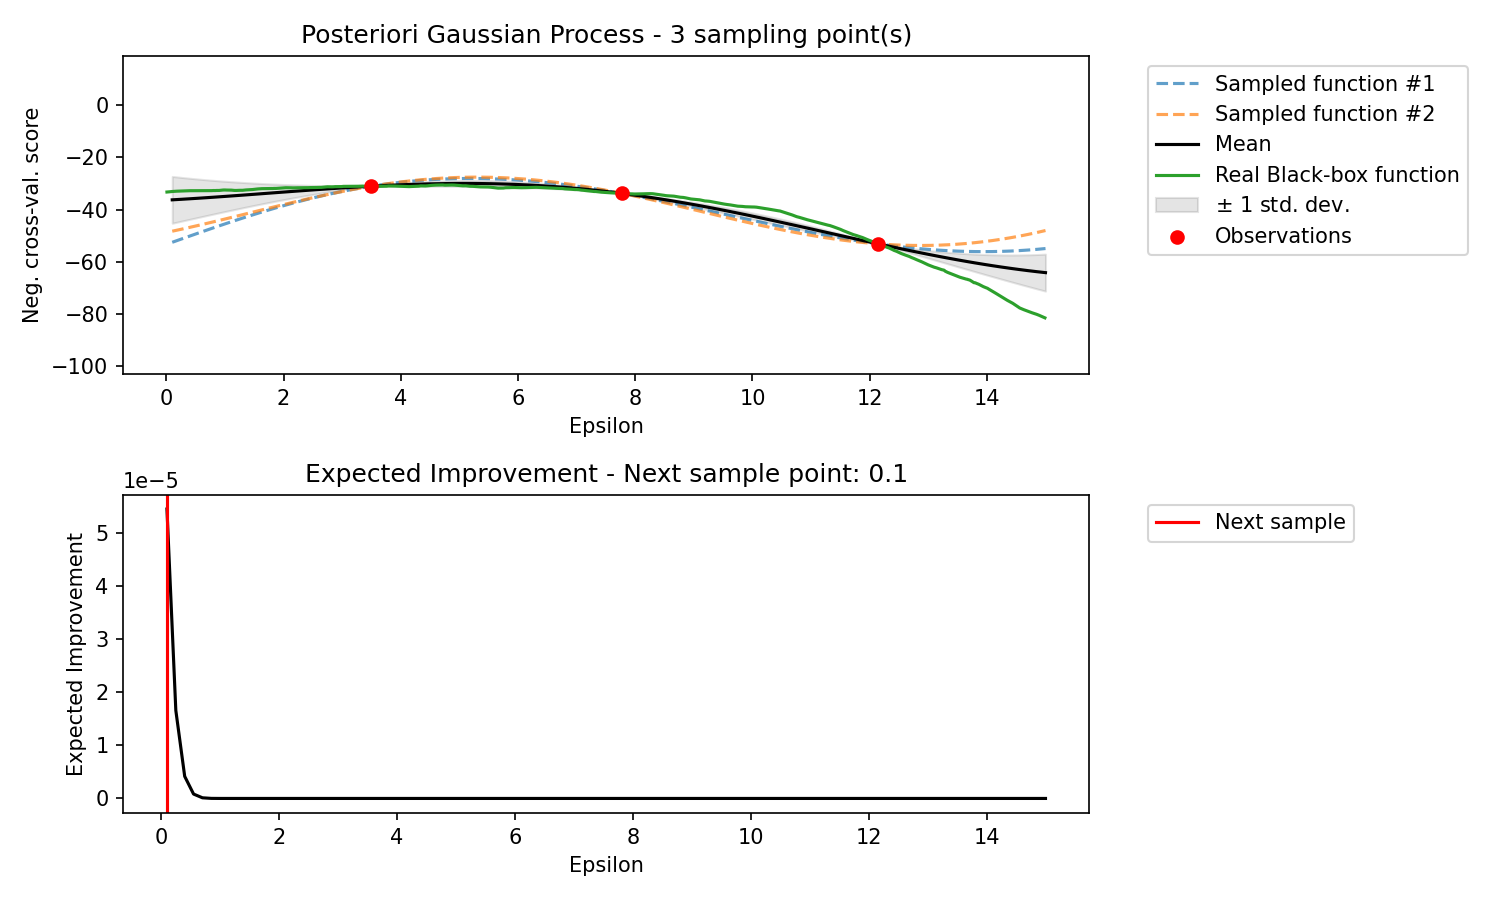 Posteriori Gaussian Process - 3 sampling point(s)
Neg. cross-val. score
0
−20
−40
−60
−80
−100
0 2 4 6 8 10 12 14
Epsilon
Sampled function #1
Sampled function #2
Mean
Real Black-box function
± 1 std. dev.
Observations
Expected Improvement - Next sample point: 0.1
1e−5
Expected Improvement
5
4
3
2
1
0
0 2 4 6 8 10 12 14
Epsilon
Next sample